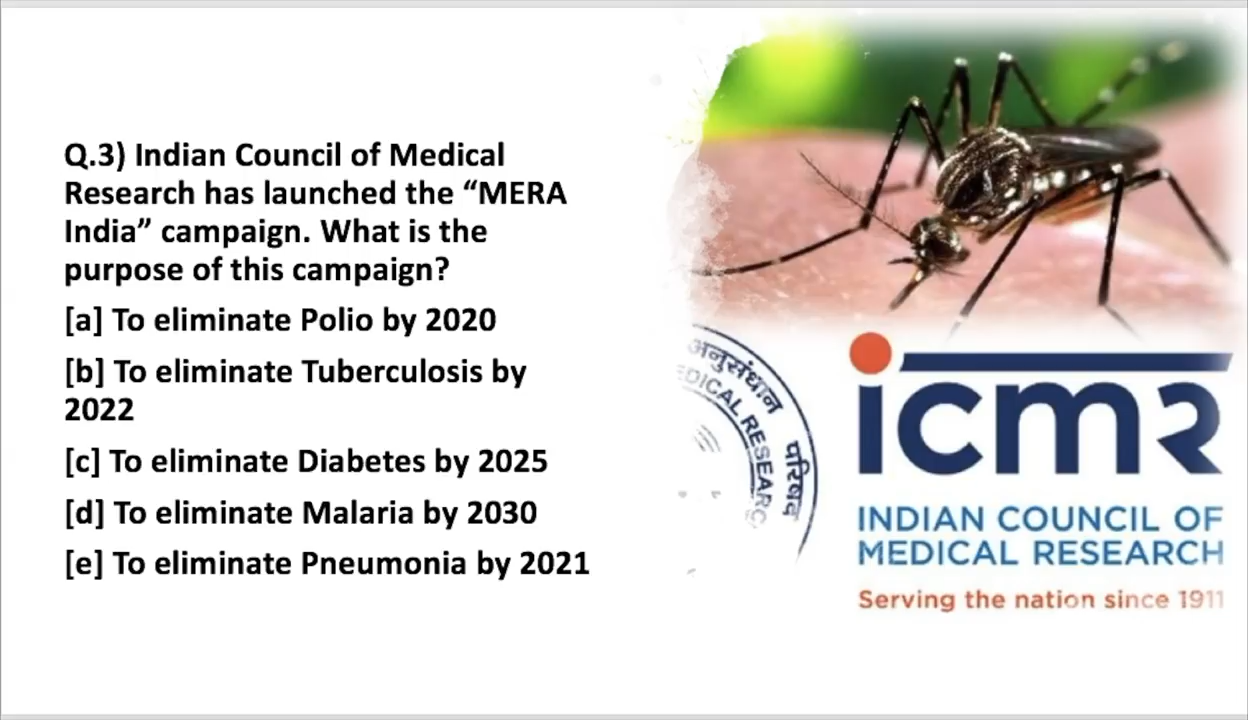 Q.3) Indian Council of Medical
Research has launched the “MERA
India” campaign. What is the
purpose of this campaign?
[a] To eliminate Polio by 2020
[b] To eliminate Tuberculosis by
2022
[c] To eliminate Diabetes by 2025
[d] To eliminate Malaria by 2030
[e] To eliminate Pneumonia by 2021
अनुसंधान परिषद
MEDICAL RESEARC
icmr
INDIAN COUNCIL OF
MEDICAL RESEARCH
Serving the nation since 1911